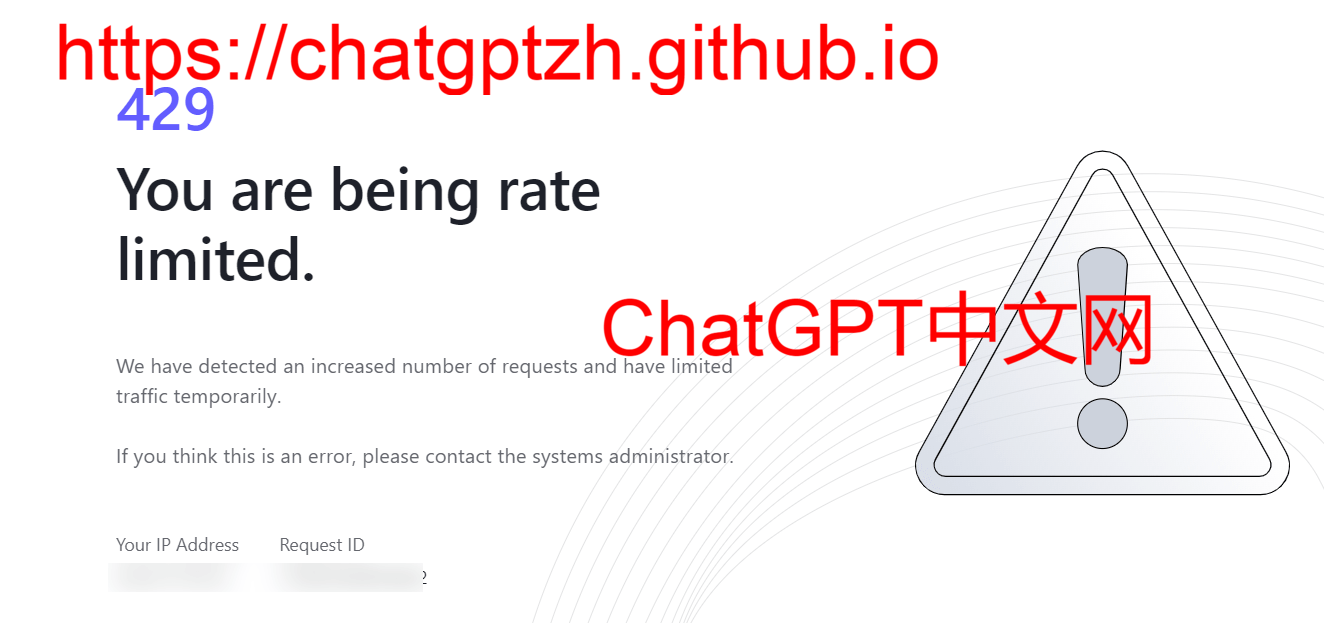 https://chatgptzh.github.io
429
You are being rate
limited.
ChatGPT中文网
We have detected an increased number of requests and have limited
traffic temporarily.
If you think this is an error, please contact the systems administrator.
Your IP Address Request ID